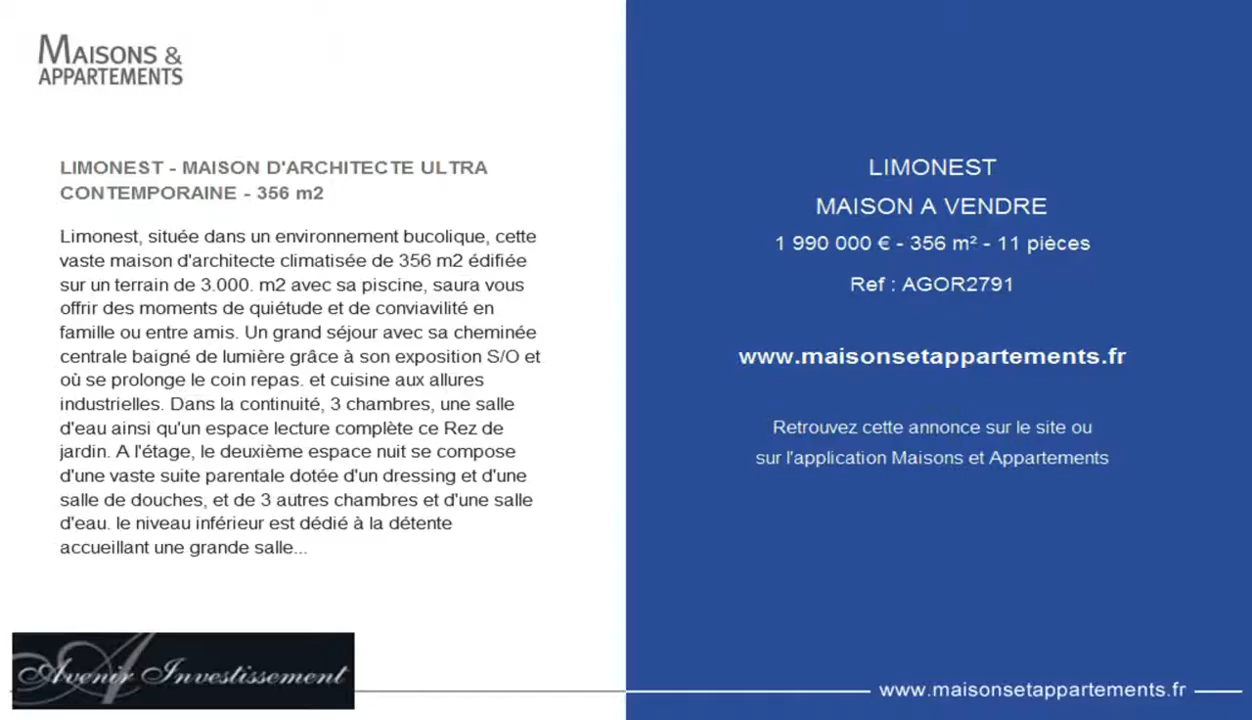 MAISONS &
APPARTEMENTS
LIMONEST - MAISON D'ARCHITECTE ULTRA
CONTEMPORAINE - 356 m2
Limonest, située dans un environnement bucolique, cette
vaste maison d'architecte climatisée de 356 m2 édifiée
sur un terrain de 3.000. m2 avec sa piscine, saura vous
offrir des moments de quiétude et de conviavilité en
famille ou entre amis. Un grand séjour avec sa cheminée
centrale baigné de lumière grâce à son exposition S/O et
où se prolonge le coin repas. et cuisine aux allures
industrielles. Dans la continuité, 3 chambres, une salle
d'eau ainsi qu'un espace lecture complète ce Rez de
jardin. A l'étage, le deuxième espace nuit se compose
d'une vaste suite parentale dotée d'un dressing et d'une
salle de douches, et de 3 autres chambres et d'une salle
d'eau. le niveau inférieur est dédié à la détente
accueillant une grande salle...
Avenir Investissement
LIMONEST
MAISON A VENDRE
1 990 000 € - 356 m² - 11 pièces
Ref : AGOR2791
www.maisonsetappartements.fr
Retrouvez cette annonce sur le site ou
sur l'application Maisons et Appartements
www.maisonsetappartements.fr